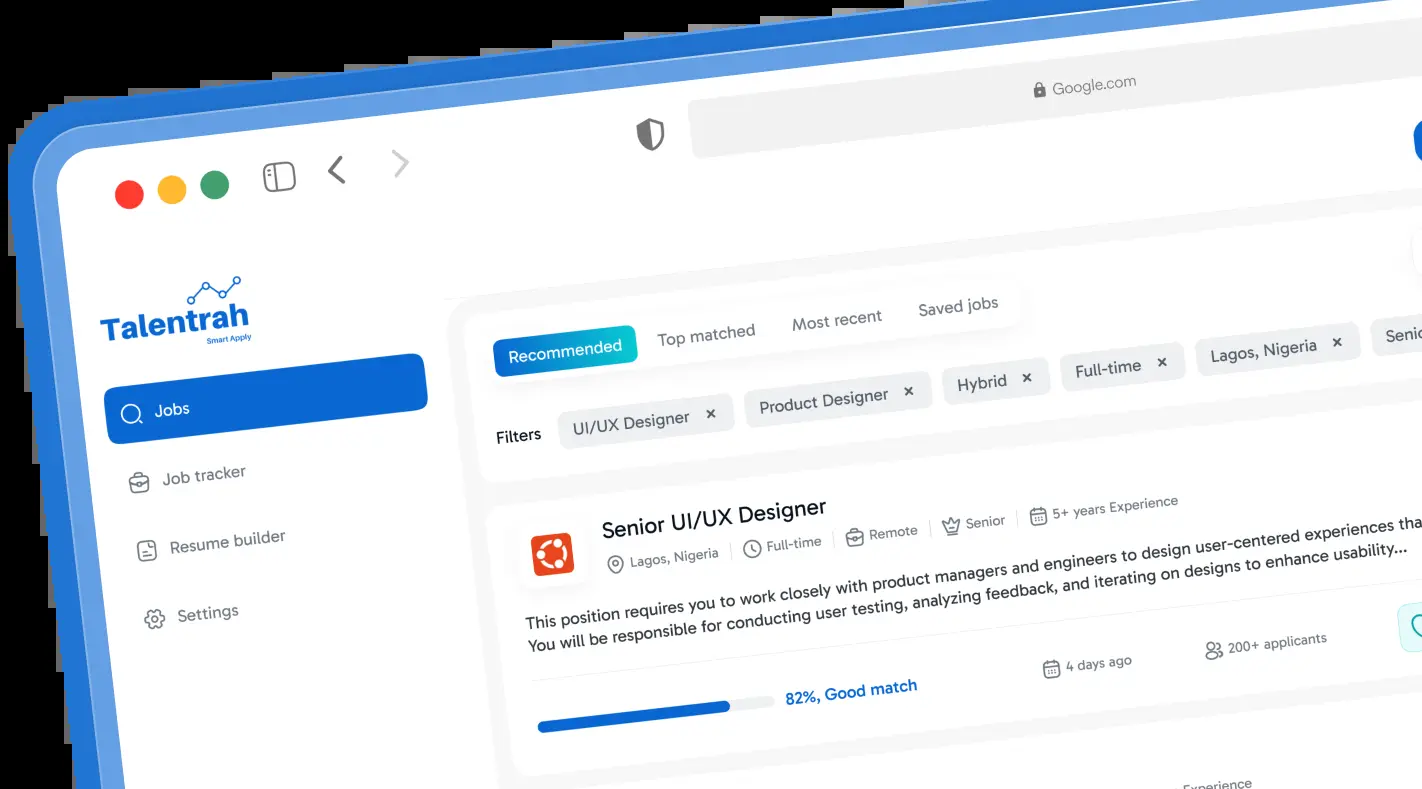 Google.com
Talentrah
Smart Apply
Jobs
Job tracker
Resume builder
Settings
Recommended Top matched Most recent Saved jobs
Filters UI/UX Designer × Product Designer × Hybrid × Full-time × Lagos, Nigeria ×
Senior UI/UX Designer
Lagos, Nigeria Full-time Remote Senior 5+ years Experience
This position requires you to work closely with product managers and engineers to design user-centered experiences
You will be responsible for conducting user testing, analyzing feedback, and iterating on designs to enhance usability...
82%, Good match 4 days ago 200+ applicants
Experience